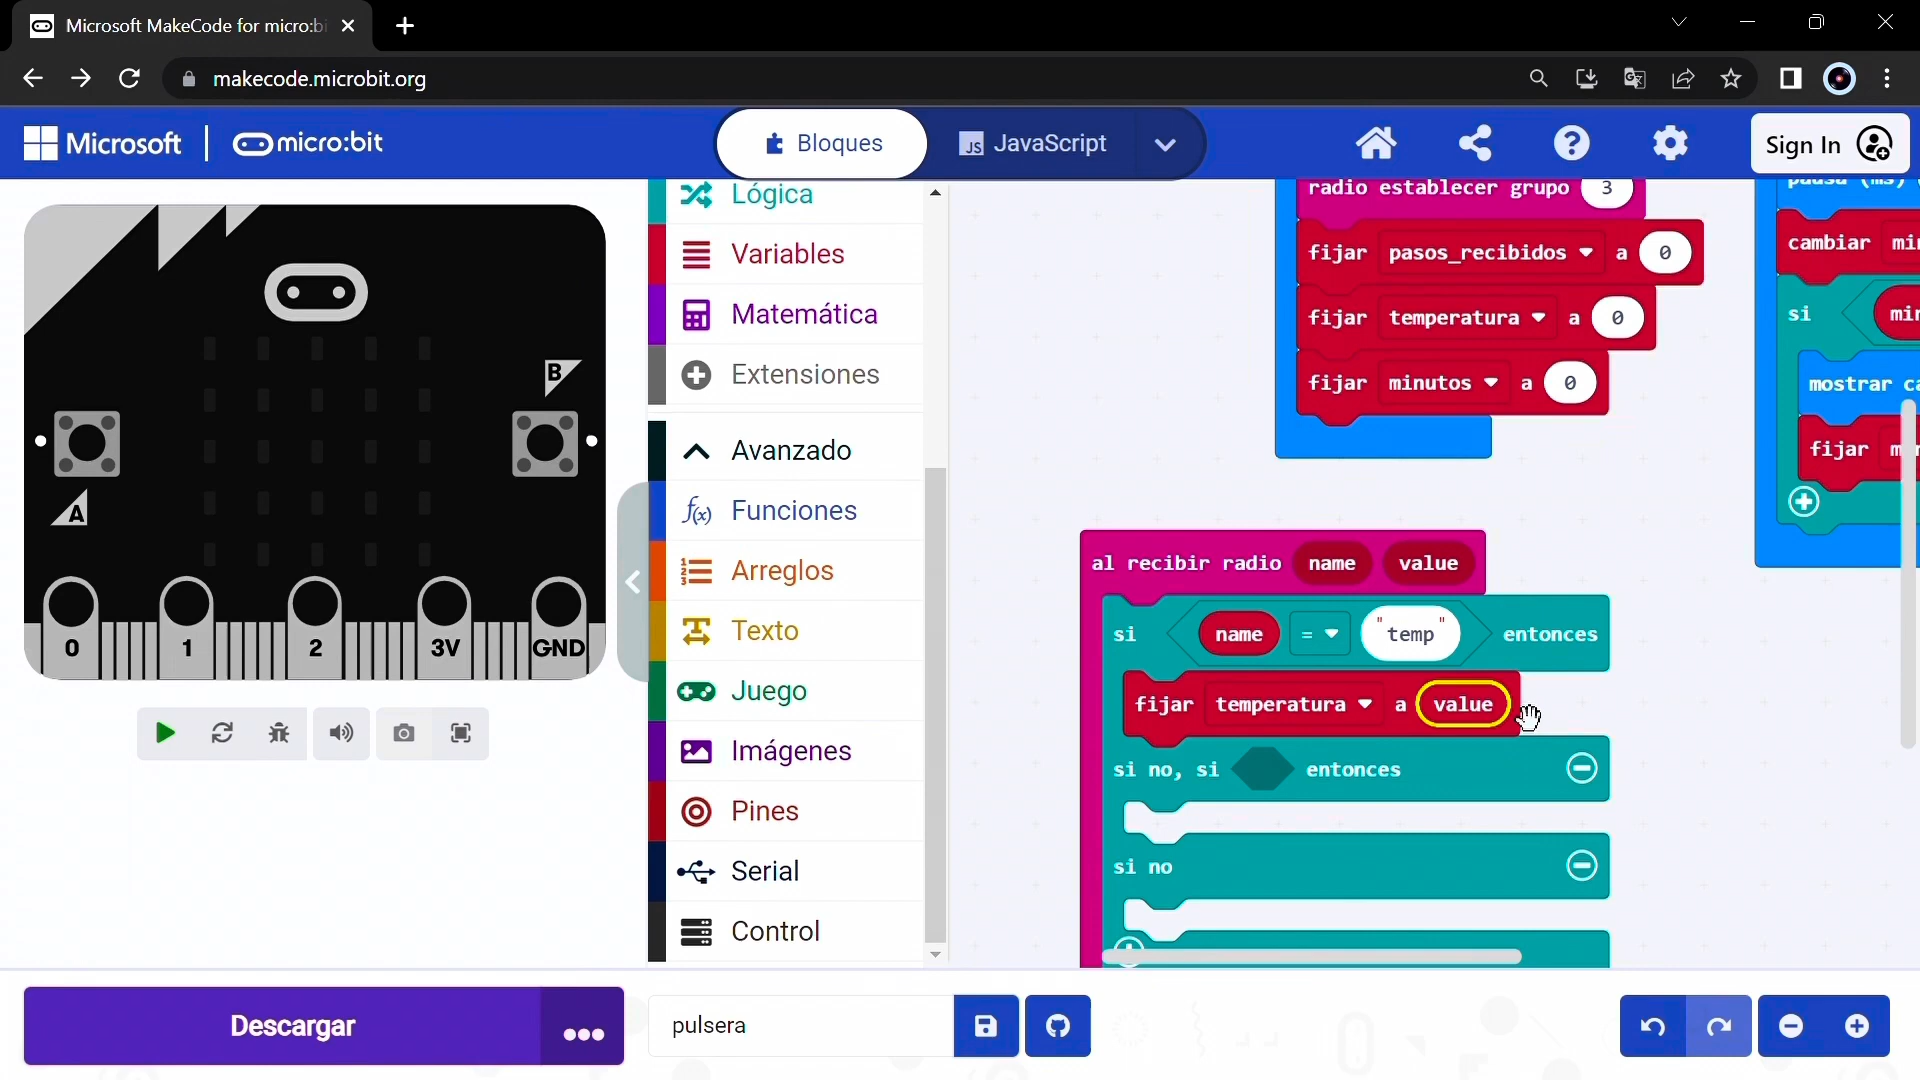 Microsoft MakeCode for micro:bi
makecode.microbit.org
Microsoft
micro:bit
Bloques
JS JavaScript
Sign In
Lógica
Variables
Matemática
Extensiones
Avanzado
Funciones
Arreglos
Texto
Juego
Imágenes
Pines
Serial
Control
B
A
0 1 2 3V GND
radio establecer grupo 3
fijar pasos_recibidos a 0
fijar temperatura a 0
fijar minutos a 0
pausa (ms)
cambiar
si
mostrar
fijar
al recibir radio name value
si name = "temp" entonces
fijar temperatura a value
si no, si entonces
si no
Descargar
pulsera